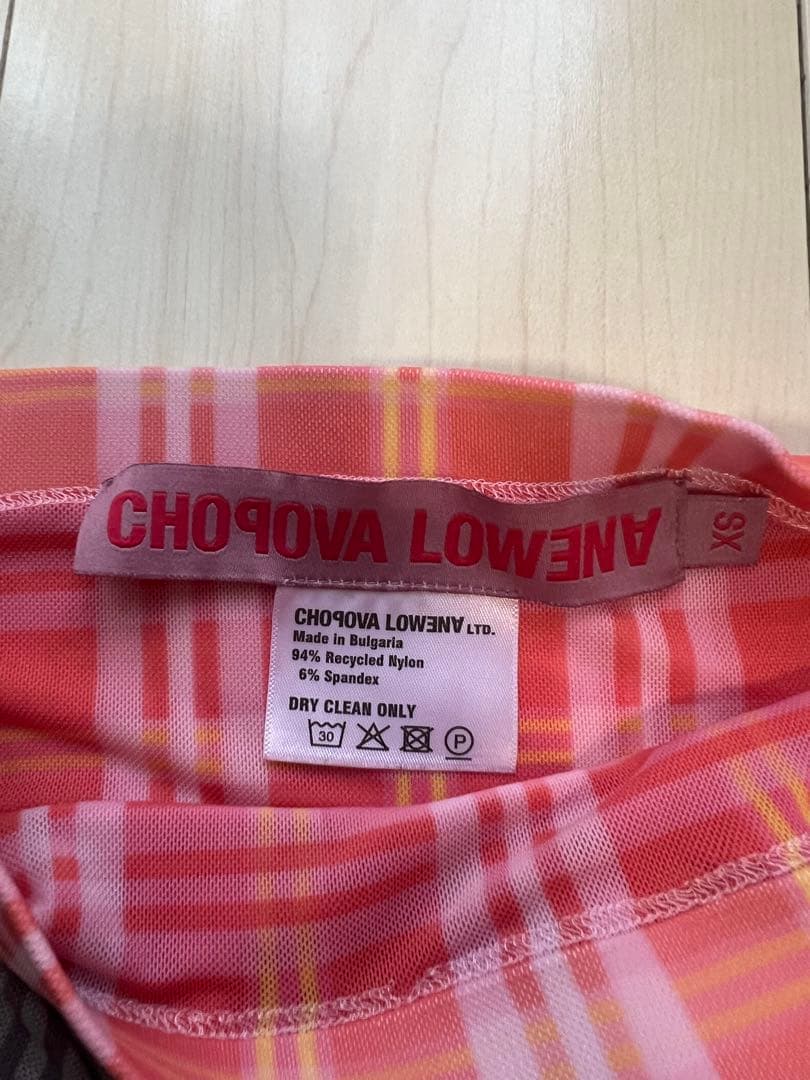 CHOPOVA LOWENA
XS
CHOPOVA LOWENA LTD.
Made in Bulgaria
94% Recycled Nylon
6% Spandex
DRY CLEAN ONLY
30 P